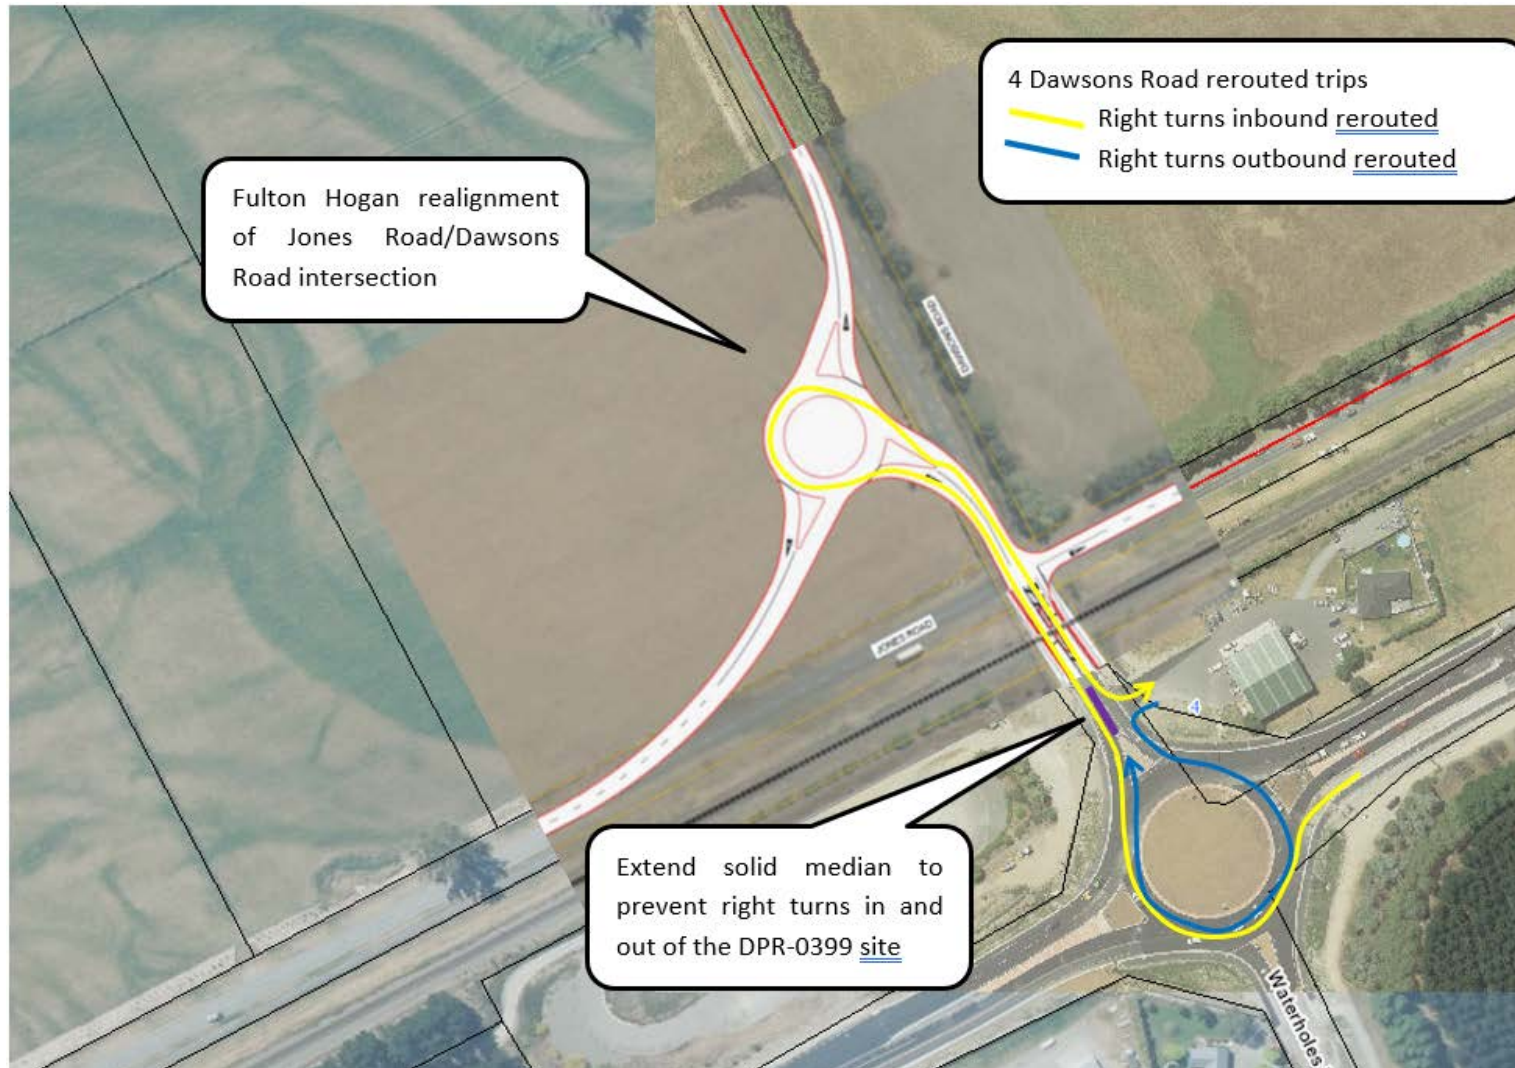 4 Dawsons Road rerouted trips
Right turns inbound rerouted
Right turns outbound rerouted
Fulton Hogan realignment
of Jones Road/Dawsons
Road intersection
DAWSONS ROAD
JONES ROAD
4
Extend solid median to
prevent right turns in and
out of the DPR-0399 site
Waterholes